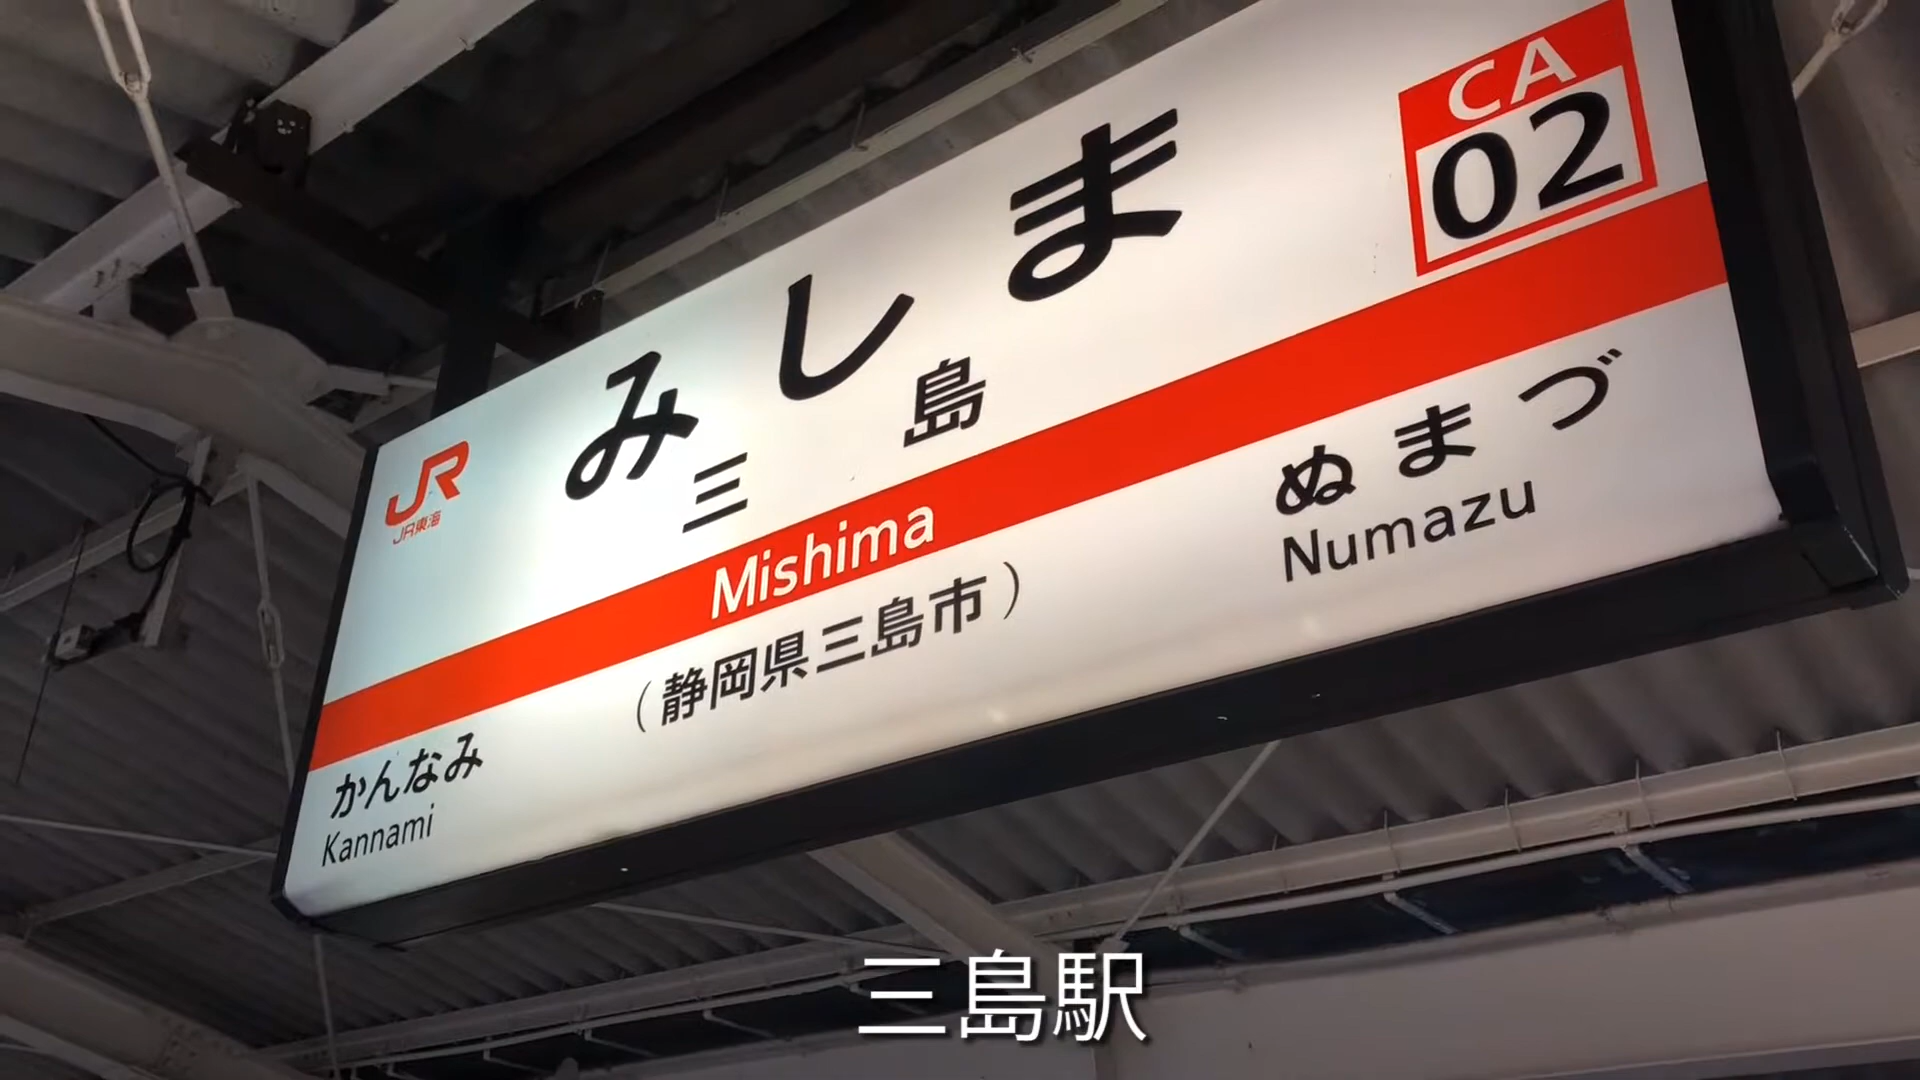 CA
02
みしま
三島
JR
JR東海
Mishima
(静岡県三島市)
ぬまづ
Numazu
かんなみ
Kannami
三島駅